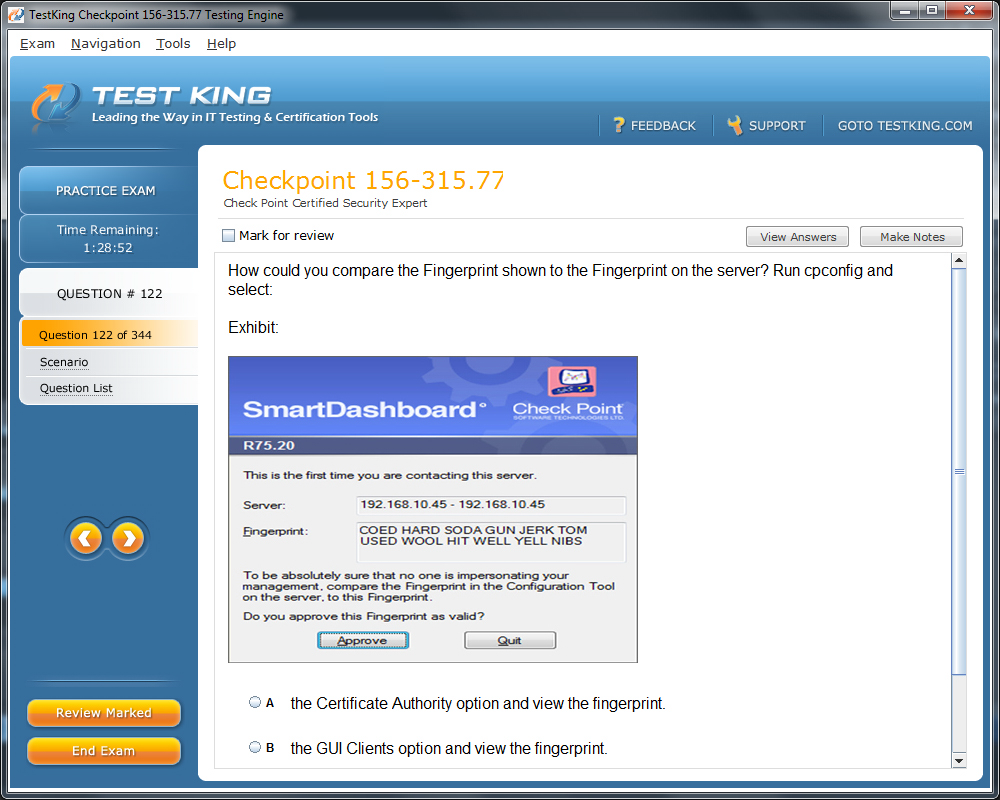 TestKing Checkpoint 156-315.77 Testing Engine
Exam Navigation Tools Help
TEST KING
Leading the Way in IT Testing & Certification Tools
? FEEDBACK SUPPORT GOTO TESTKING.COM
PRACTICE EXAM
Time Remaining:
1:28:52
QUESTION # 122
Question 122 of 344
Scenario
Question List
Review Marked
End Exam
Checkpoint 156-315.77
Check Point Certified Security Expert
Mark for review
View Answers Make Notes
How could you compare the Fingerprint shown to the Fingerprint on the server? Run cpconfig and
select:
Exhibit:
SmartDashboard
Check Point
SOFTWARE TECHNOLOGIES LTD.
R75.20
This is the first time you are contacting this server.
Server: 192.168.10.45 - 192.168.10.45
Fingerprint: COED HARD SODA GUN JERK TOM
USED WOOL HIT WELL YELL NIBS
To be absolutely sure that no one is impersonating your
management, compare the Fingerprint in the Configuration Tool
on the server, to this Fingerprint.
Do you approve this Fingerprint as valid?
Approve Quit
A the Certificate Authority option and view the fingerprint.
B the GUI Clients option and view the fingerprint.